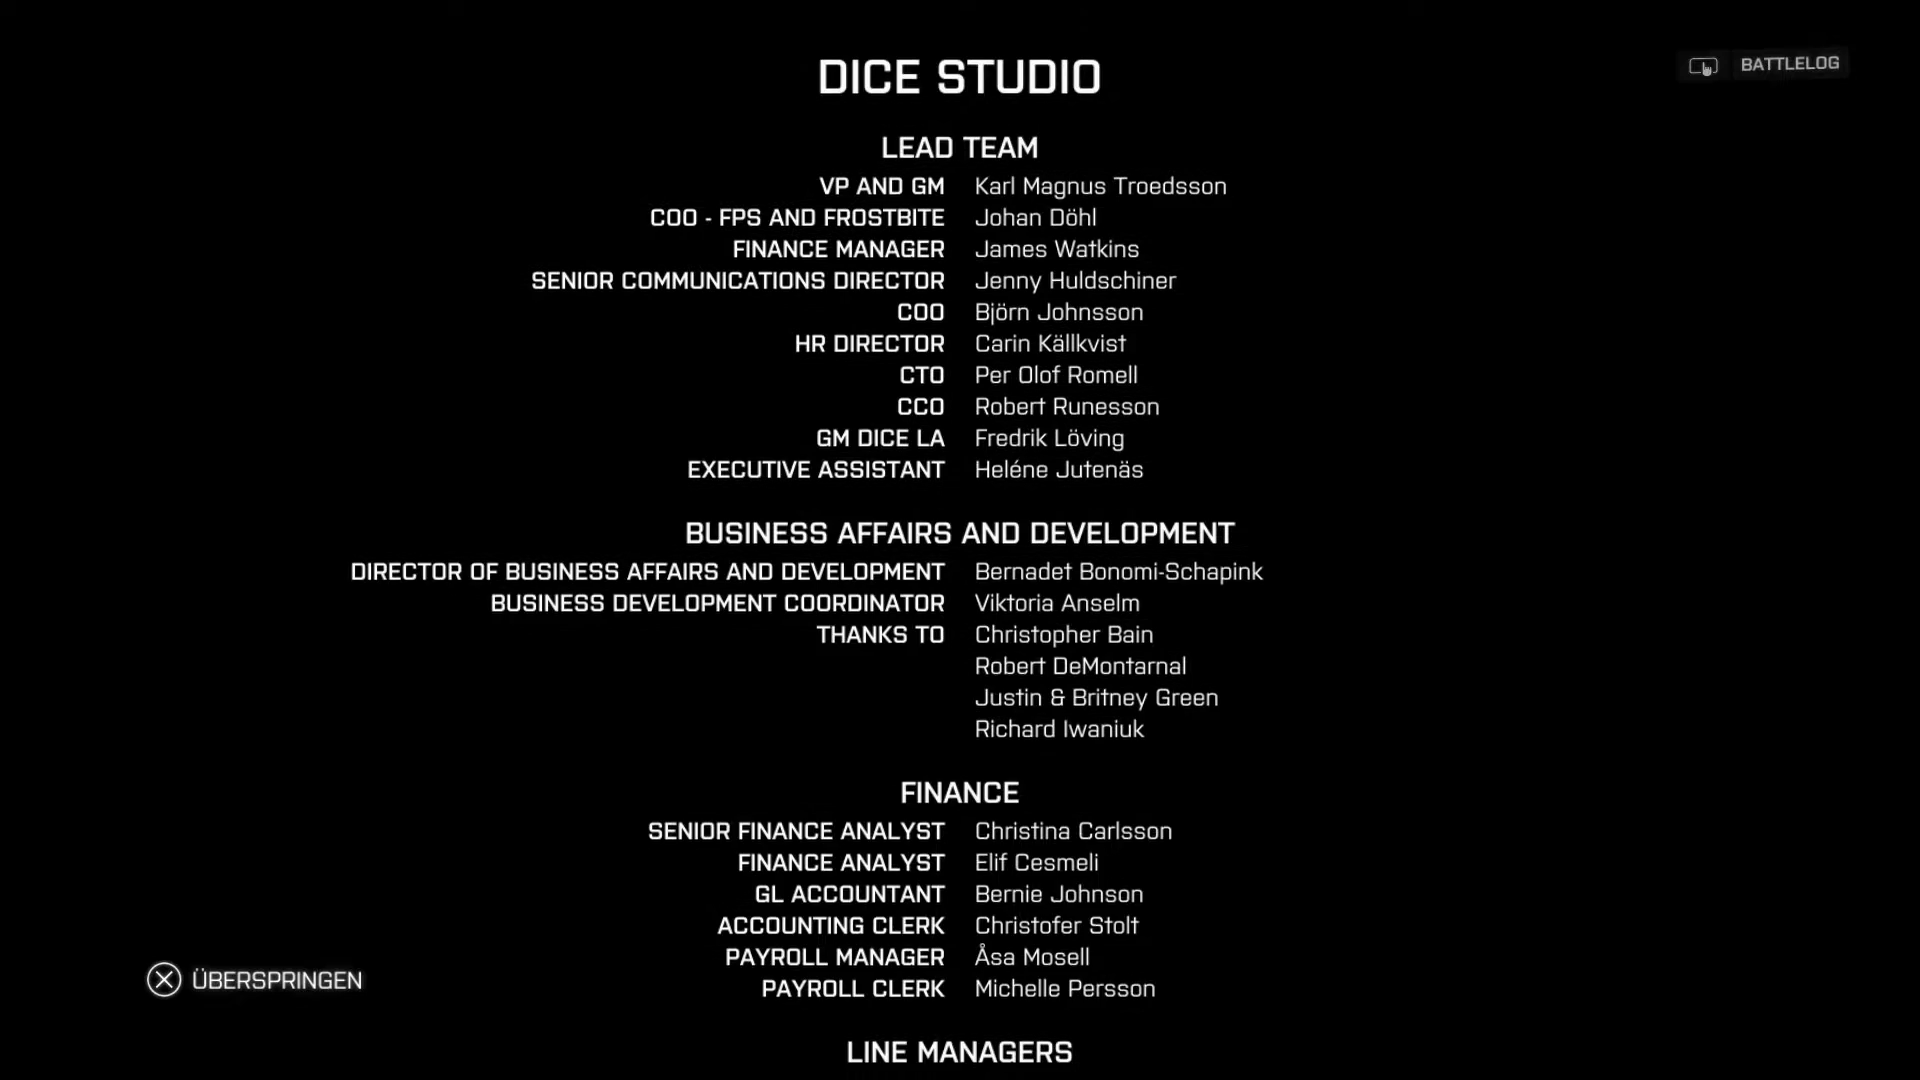 DICE STUDIO
BATTLELOG
LEAD TEAM
VP AND GM Karl Magnus Troedsson
COO - FPS AND FROSTBITE Johan Döhl
FINANCE MANAGER James Watkins
SENIOR COMMUNICATIONS DIRECTOR Jenny Huldschiner
COO Björn Johnsson
HR DIRECTOR Carin Källkvist
CTO Per Olof Romell
CCO Robert Runesson
GM DICE LA Fredrik Löving
EXECUTIVE ASSISTANT Heléne Jutenäs
BUSINESS AFFAIRS AND DEVELOPMENT
DIRECTOR OF BUSINESS AFFAIRS AND DEVELOPMENT Bernadet Bonomi-Schapink
BUSINESS DEVELOPMENT COORDINATOR Viktoria Anselm
THANKS TO Christopher Bain
Robert DeMontarnal
Justin & Britney Green
Richard Iwaniuk
FINANCE
SENIOR FINANCE ANALYST Christina Carlsson
FINANCE ANALYST Elif Cesmeli
GL ACCOUNTANT Bernie Johnson
ACCOUNTING CLERK Christofer Stolt
PAYROLL MANAGER Åsa Mosell
PAYROLL CLERK Michelle Persson
ÜBERSPRINGEN
LINE MANAGERS